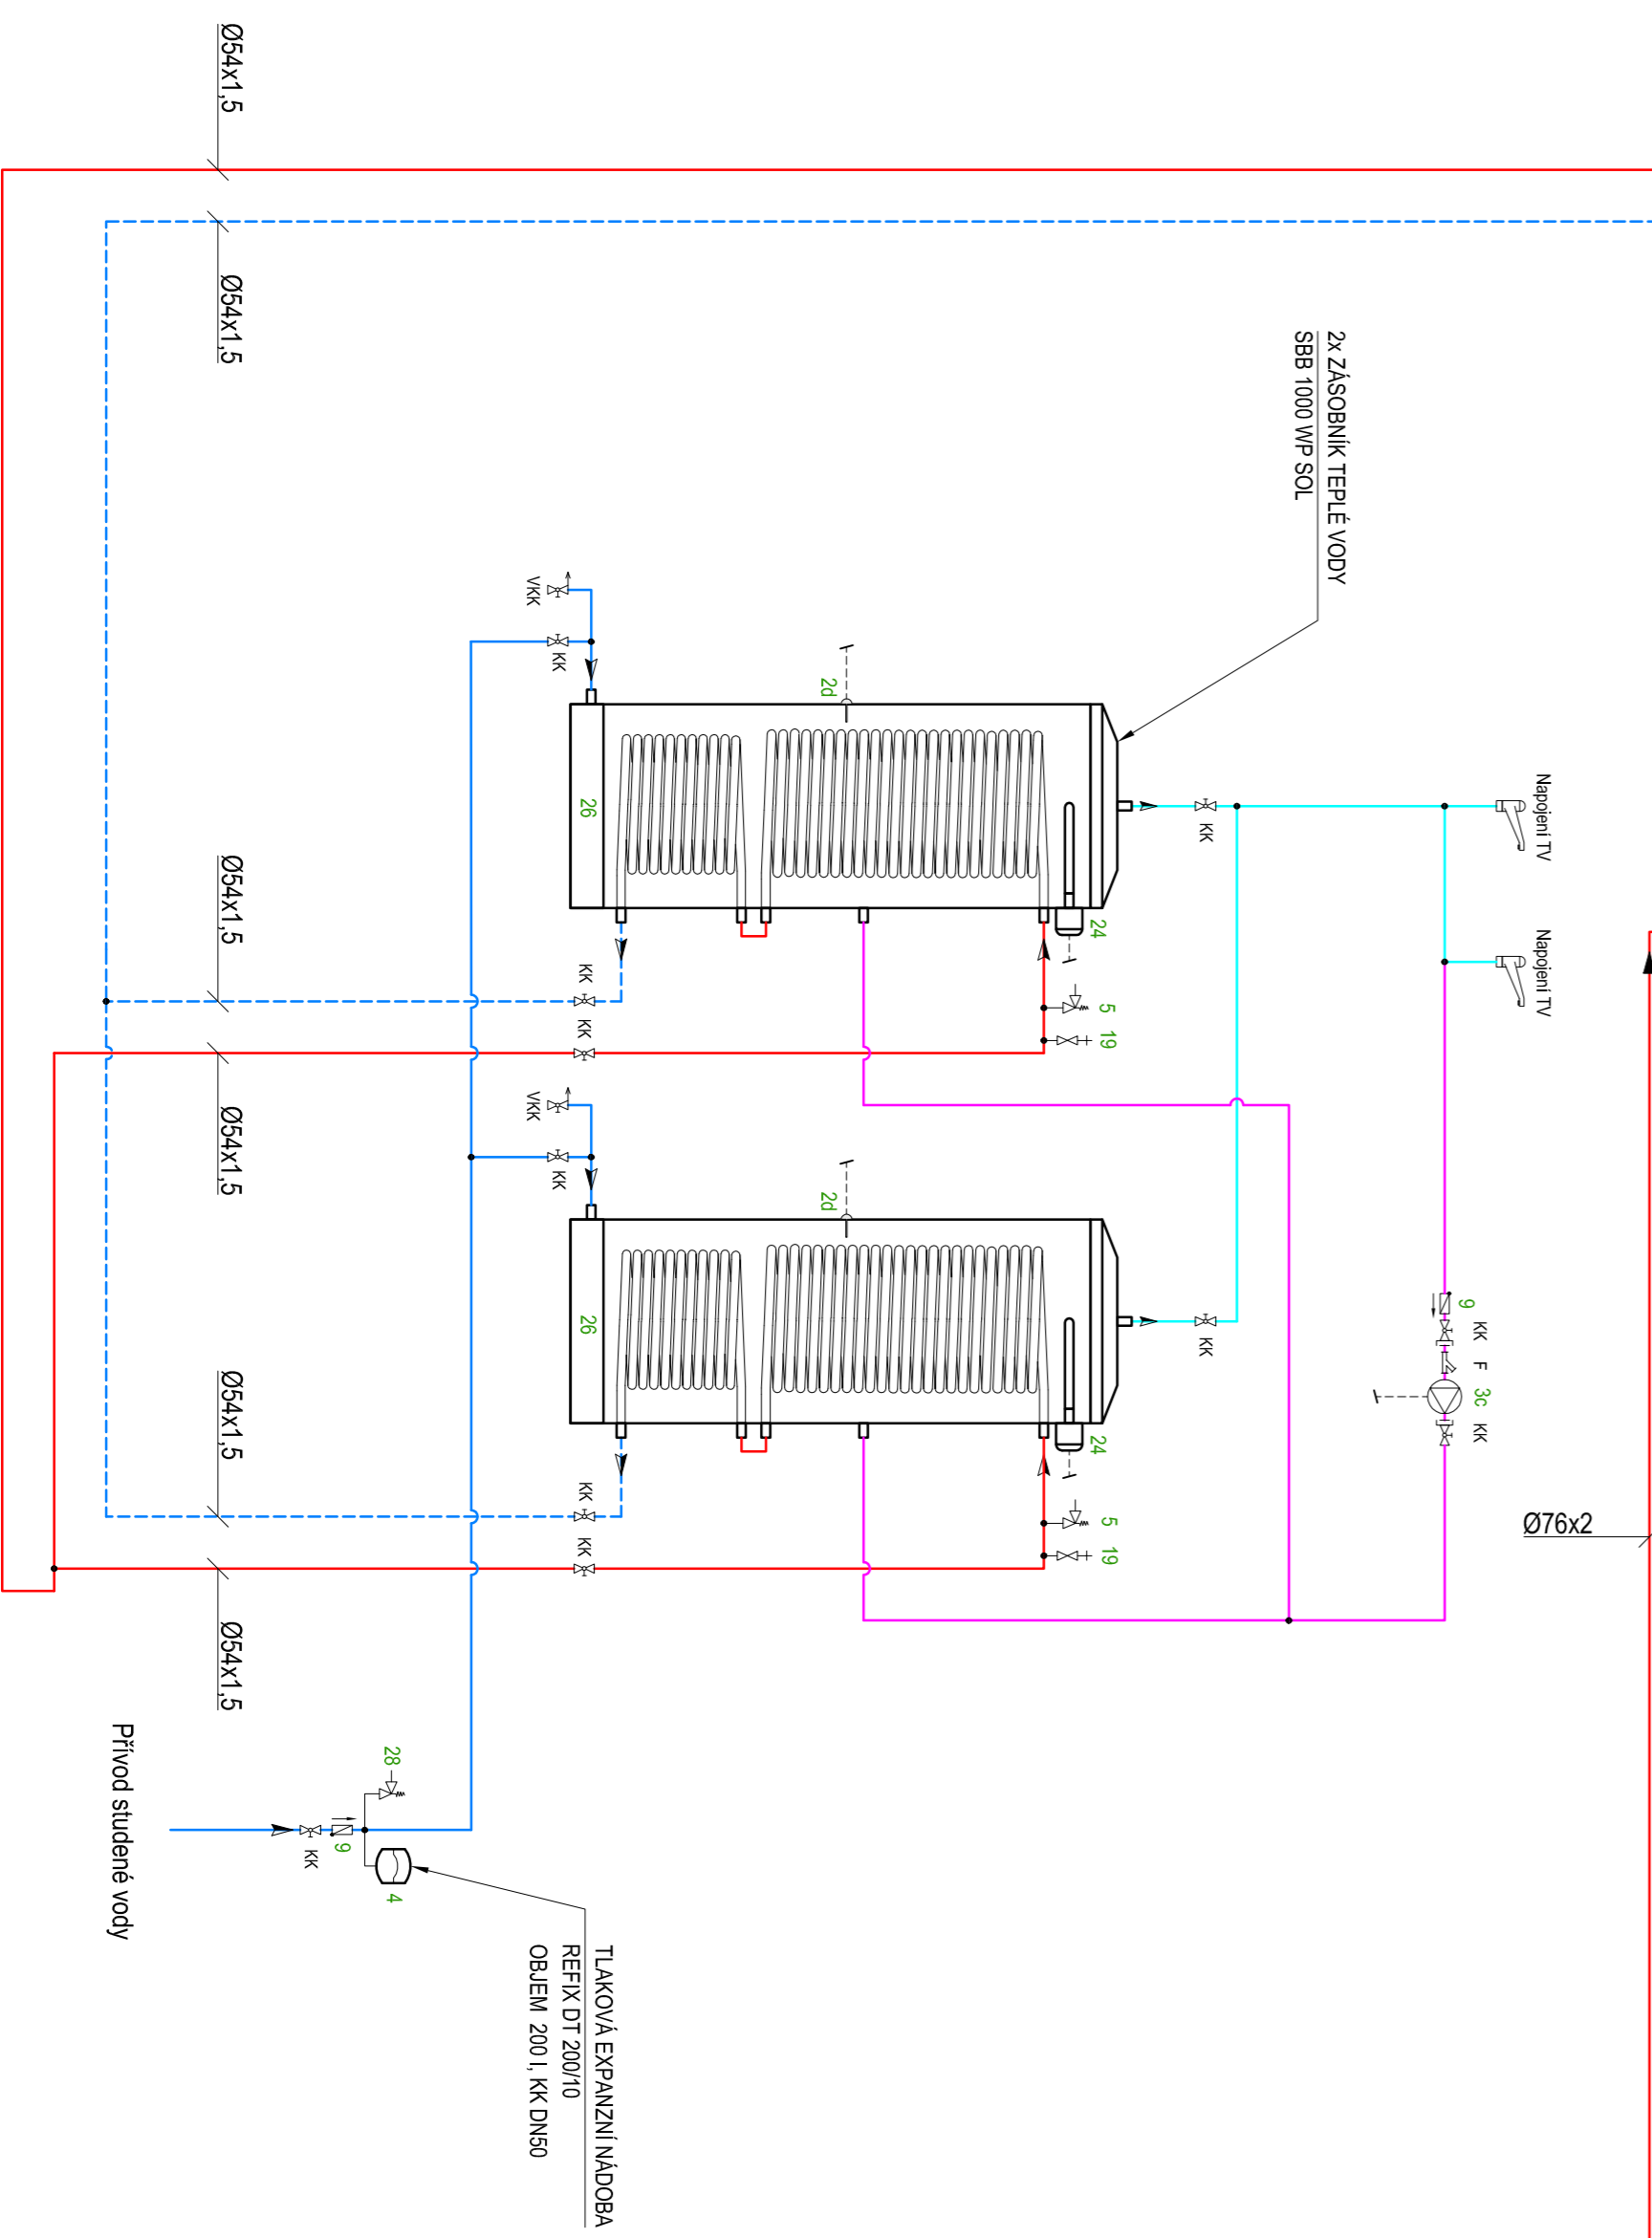 Napojení TV
Napojení TV
Ø76x2
9
KK
F
3c
KK
2x ZÁSOBNÍK TEPLÉ VODY
SBB 1000 WP SOL
KK
KK
24
5
19
24
5
19
2d
2d
26
26
KK
KK
KK
KK
KK
VKK
KK
VKK
KK
TLAKOVÁ EXPANZNÍ NÁDOBA
REFIX DT 200/10
OBJEM 200 l, KK DN50
28
4
9
KK
Ø54x1,5
Ø54x1,5
Ø54x1,5
Ø54x1,5
Ø54x1,5
Ø54x1,5
Přívod studené vody